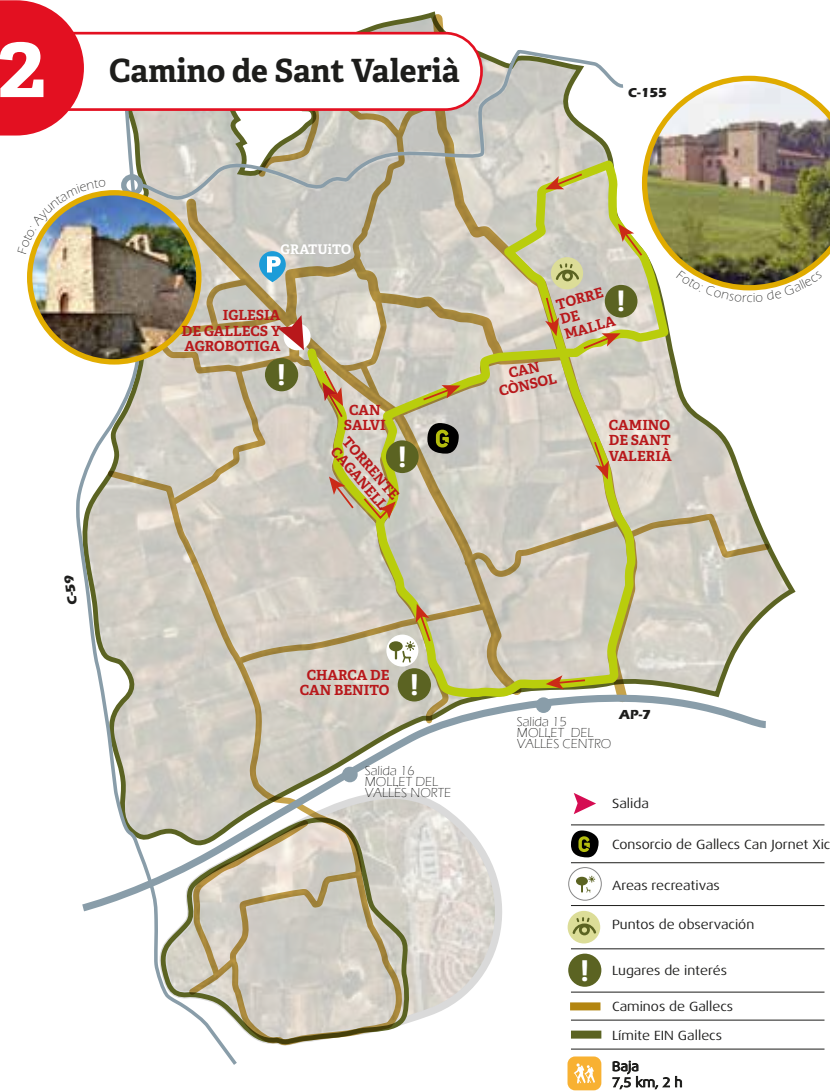 2
Camino de Sant Valerià
C-155
Foto: Ayuntamiento
Foto: Consorcio de Gallecs
P
GRATUiTO
IGLESIA
DE GALLECS Y
AGROBOTIGA
!
TORRE
DE
MALLA
!
CAN
CÒNSOL
CAN
SALVI
G
CAMINO
DE SANT
VALERIÀ
TORRENTE
CAGANELL
!
C-59
CHARCA DE
CAN BENITO
!
AP-7
Salida 15
MOLLET DEL
VALLÈS CENTRO
Salida 16
MOLLET DEL
VALLÈS NORTE
Salida
G Consorcio de Gallecs Can Jornet Xic
Areas recreativas
Puntos de observación
! Lugares de interés
Caminos de Gallecs
Límite EIN Gallecs
Baja
7,5 km, 2 h